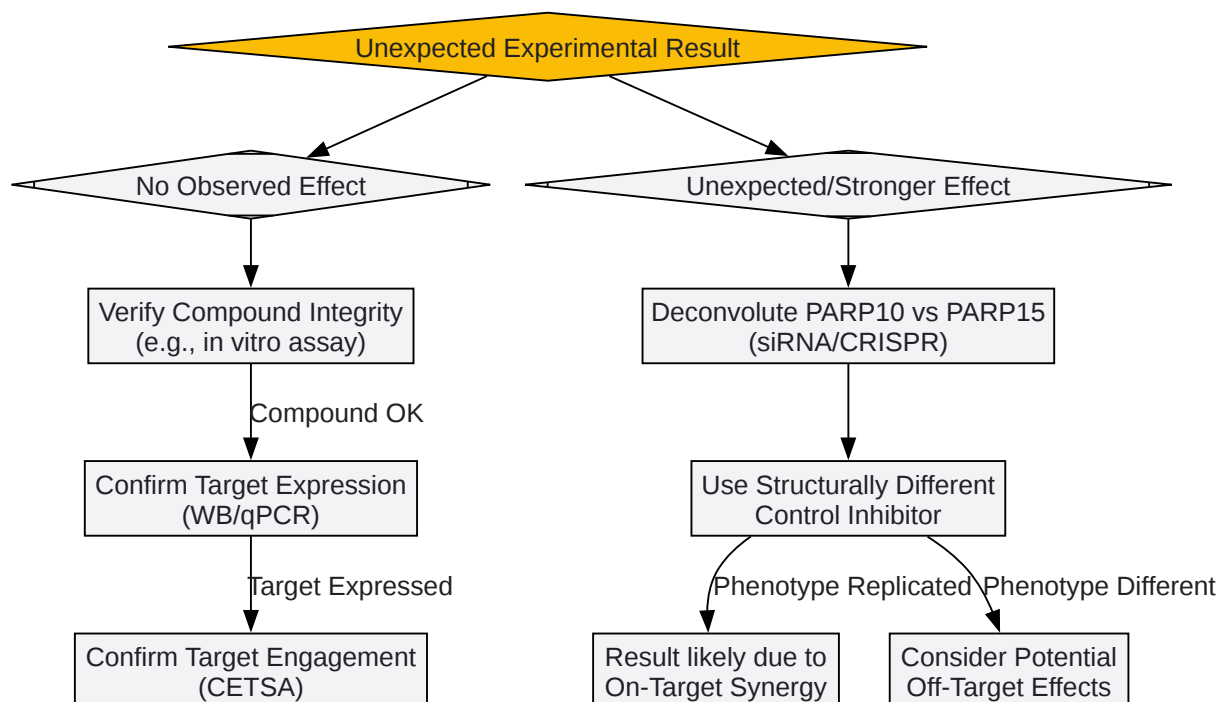 Unexpected Experimental Result
No Observed Effect
Unexpected/Stronger Effect
Verify Compound Integrity
(e.g., in vitro assay)
Deconvolute PARP10 vs PARP15
(siRNA/CRISPR)
Compound OK
Confirm Target Expression
(WB/qPCR)
Use Structurally Different
Control Inhibitor
Target Expressed
Phenotype Replicated
Phenotype Different
Confirm Target Engagement
(CETSA)
Result likely due to
On-Target Synergy
Consider Potential
Off-Target Effects